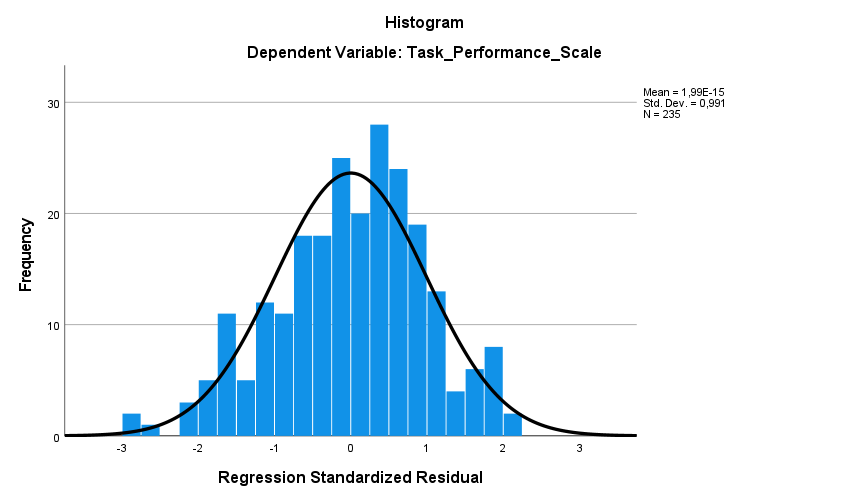 Histogram
Dependent Variable: Task_Performance_Scale
Mean = 1,99E-15
Std. Dev. = 0,991
N = 235
Frequency
30
20
10
0
-3 -2 -1 0 1 2 3
Regression Standardized Residual